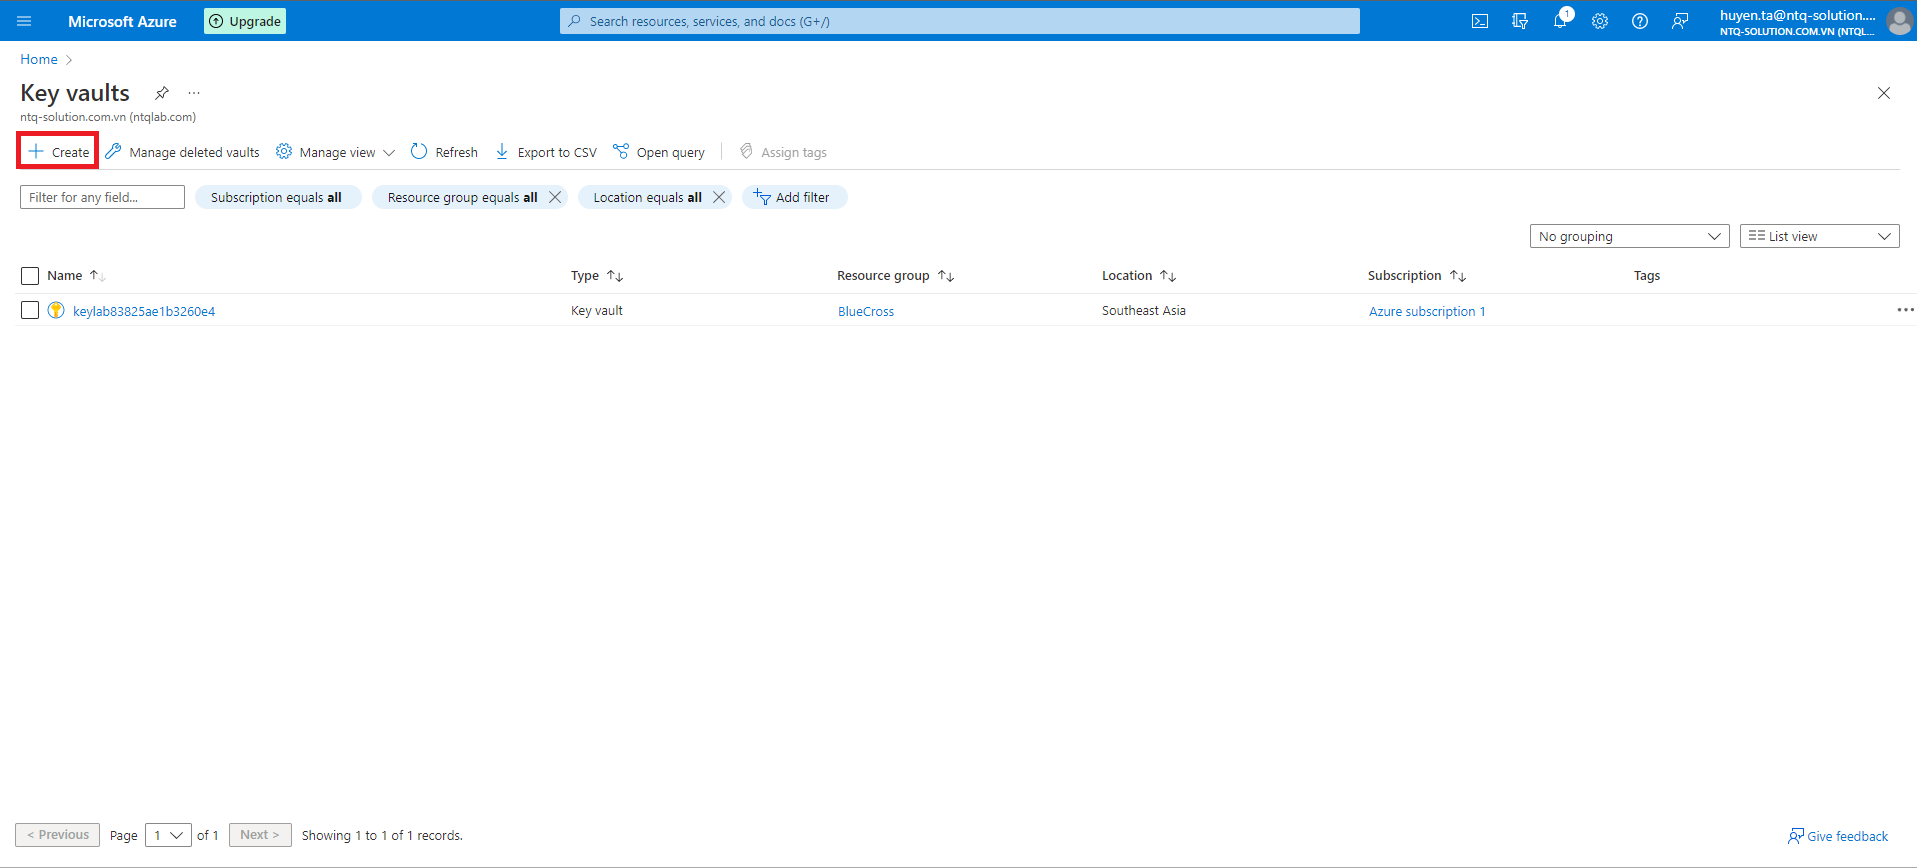 Microsoft Azure Upgrade Search resources, services, and docs (G+/) 1 huyen.ta@ntq-solution....
NTQ-SOLUTION.COM.VN (NTQL...
Home
Key vaults ...
ntq-solution.com.vn (ntqlab.com)
Create Manage deleted vaults Manage view Refresh Export to CSV Open query Assign tags
Filter for any field... Subscription equals all Resource group equals all Location equals all Add filter
No grouping List view
Name Type Resource group Location Subscription Tags
keylab83825ae1b3260e4 Key vault BlueCross Southeast Asia Azure subscription 1 ...
< Previous Page 1 of 1 Next > Showing 1 to 1 of 1 records. Give feedback